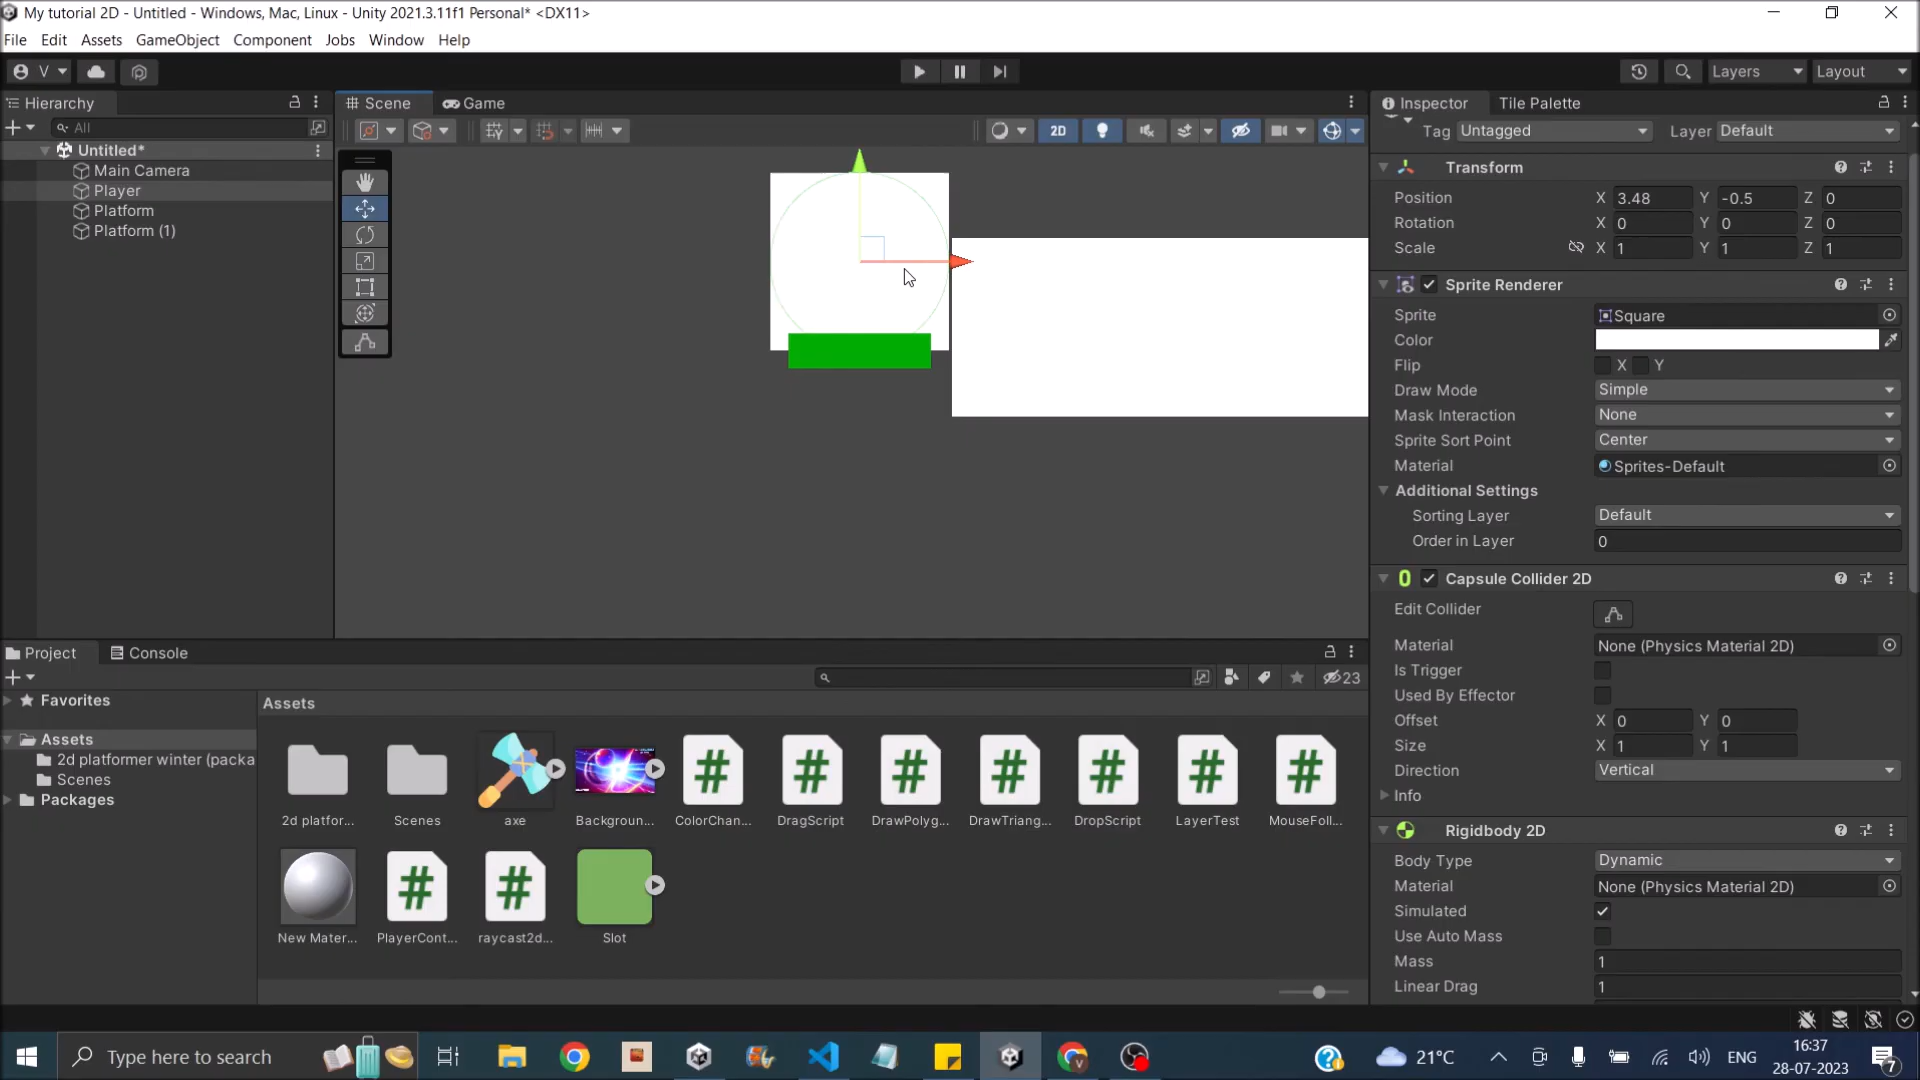 My tutorial 2D - Untitled - Windows, Mac, Linux - Unity 2021.3.11f1 Personal* <DX11>
File Edit Assets GameObject Component Jobs Window Help
V
Layers Layout
Hierarchy
All
Untitled*
Main Camera
Player
Platform
Platform (1)
Scene Game
2D
Inspector Tile Palette
Tag Untagged Layer Default
Transform
Position X 3.48 Y -0.5 Z 0
Rotation X 0 Y 0 Z 0
Scale X 1 Y 1 Z 1
Sprite Renderer
Sprite Square
Color
Flip X Y
Draw Mode Simple
Mask Interaction None
Sprite Sort Point Center
Material Sprites-Default
Additional Settings
Sorting Layer Default
Order in Layer 0
Capsule Collider 2D
Edit Collider
Material None (Physics Material 2D)
Is Trigger
Used By Effector
Offset X 0 Y 0
Size X 1 Y 1
Direction Vertical
Info
Rigidbody 2D
Body Type Dynamic
Material None (Physics Material 2D)
Simulated
Use Auto Mass
Mass 1
Linear Drag 1
Project Console
23
Favorites
Assets
2d platformer winter (packa
Scenes
Packages
Assets
2d platfor... Scenes axe Backgroun... ColorChan... DragScript DrawPolyg... DrawTriang... DropScript LayerTest MouseFoll...
New Mater... PlayerCont... raycast2d... Slot
Type here to search
21°C ENG 16:37
28-07-2023
7